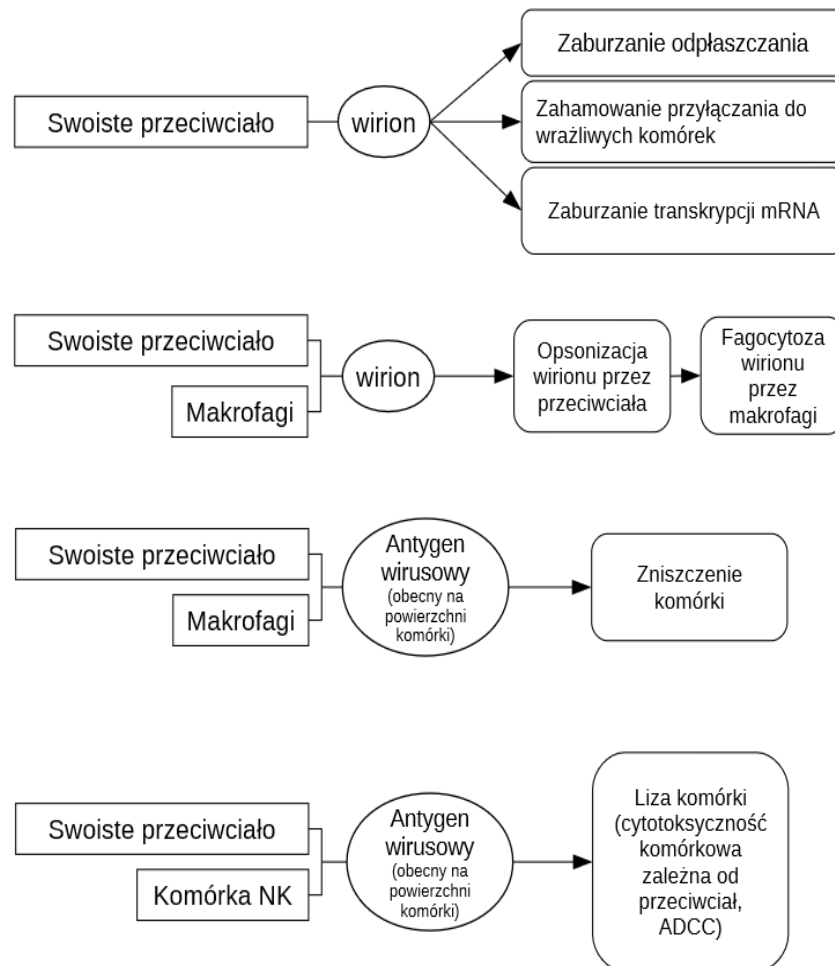 Zaburzanie odpłaszczania
Swoiste przeciwciało
wirion
Zahamowanie przyłączania do
wrażliwych komórek
Zaburzanie transkrypcji mRNA
Swoiste przeciwciało
Makrofagi
wirion
Opsonizacja
wirionu przez
przeciwciała
Fagocytoza
wirionu
przez
makrofagi
Swoiste przeciwciało
Makrofagi
Antygen
wirusowy
(obecny na
powierzchni
komórki)
Zniszczenie
komórki
Swoiste przeciwciało
Komórka NK
Antygen
wirusowy
(obecny na
powierzchni
komórki)
Liza komórki
(cytotoksyczność
komórkowa
zależna od
przeciwciał,
ADCC)